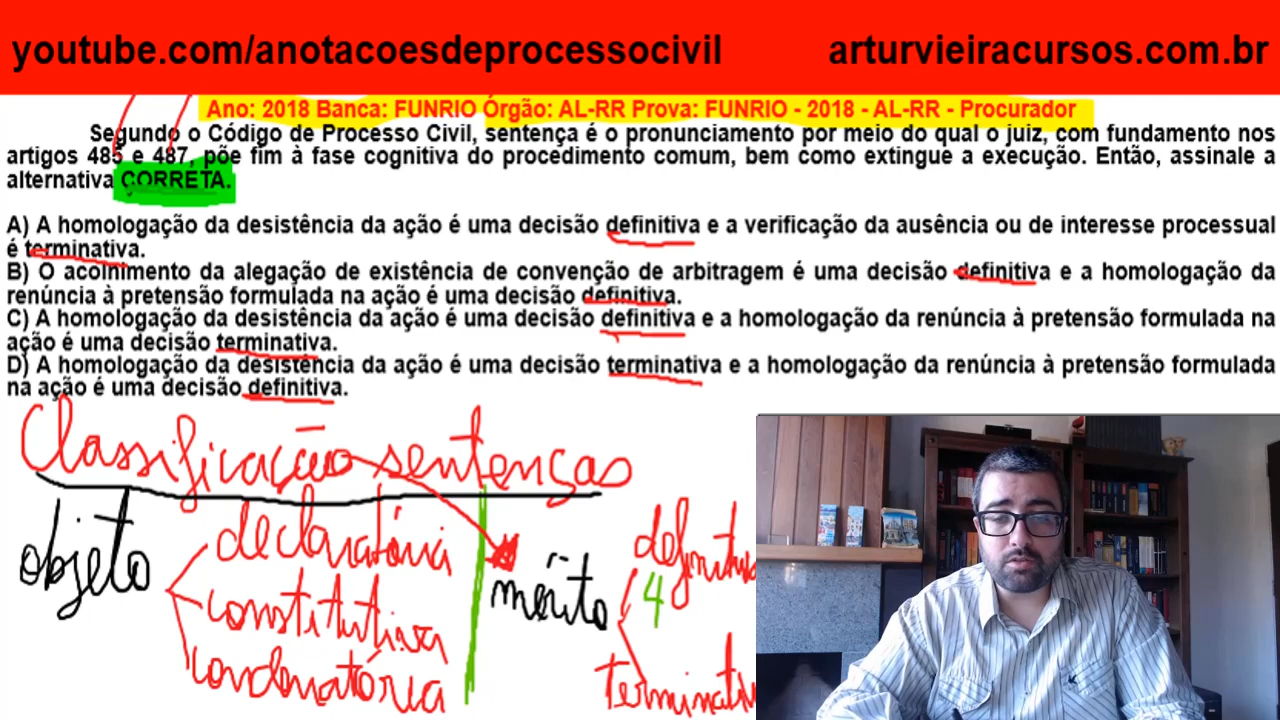 youtube.com/anotacoesdeprocessocivil arturvieiracursos.com.br
Ano: 2018 Banca: FUNRIO Órgão: AL-RR Prova: FUNRIO - 2018 - AL-RR - Procurador
Segundo o Código de Processo Civil, sentença é o pronunciamento por meio do qual o juiz, com fundamento nos
artigos 485 e 487, põe fim à fase cognitiva do procedimento comum, bem como extingue a execução. Então, assinale a
alternativa CORRETA.
A) A homologação da desistência da ação é uma decisão definitiva e a verificação da ausência ou de interesse processual
é terminativa.
B) O acolhimento da alegação de existência de convenção de arbitragem é uma decisão definitiva e a homologação da
renúncia à pretensão formulada na ação é uma decisão definitiva.
C) A homologação da desistência da ação é uma decisão definitiva e a homologação da renúncia à pretensão formulada na
ação é uma decisão terminativa.
D) A homologação da desistência da ação é uma decisão terminativa e a homologação da renúncia à pretensão formulada
na ação é uma decisão definitiva.
Classificação sentenças
objeto
declaratória
constitutiva
condenatória
mérito
definitiva
4
terminativ